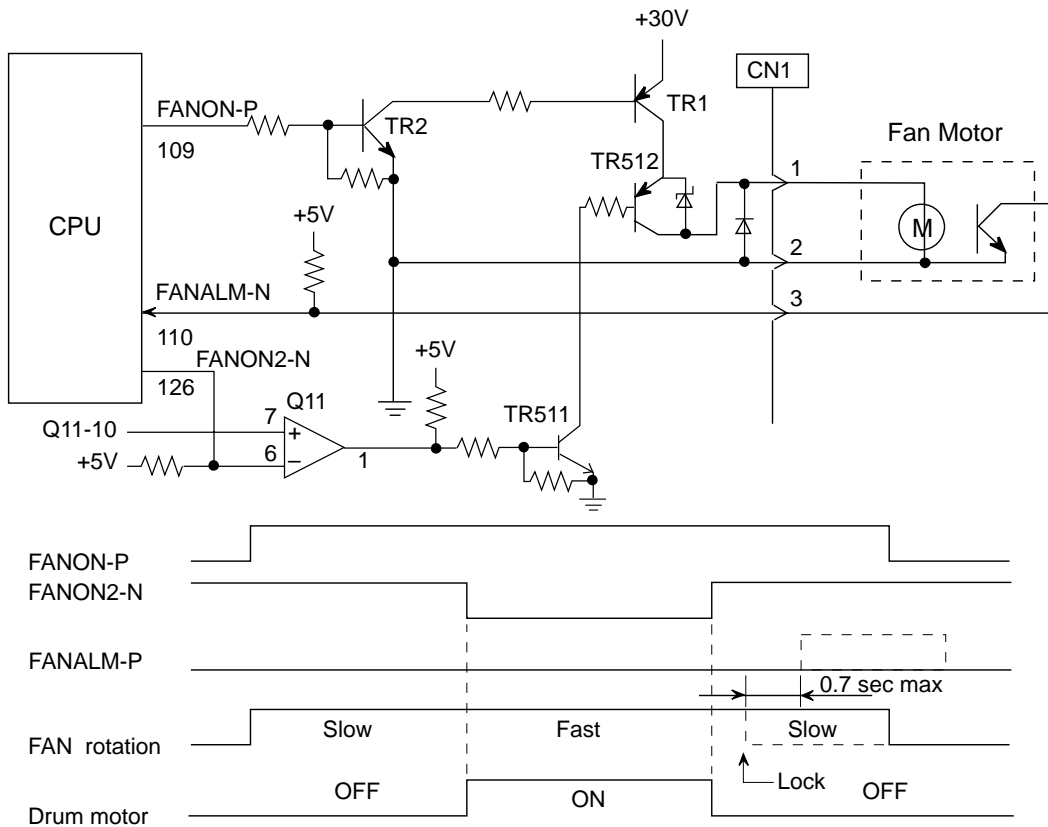 +30V
CN1
FANON-P
TR1
TR2
109
Fan Motor
TR512
1
+5V
CPU
M
2
FANALM-N
3
110
FANON2-N
+5V
126
Q11
TR511
Q11-10
7
+
+5V
6
−
1
FANON-P
FANON2-N
FANALM-P
0.7 sec max
Slow
Fast
Slow
FAN rotation
Lock
OFF
ON
OFF
Drum motor